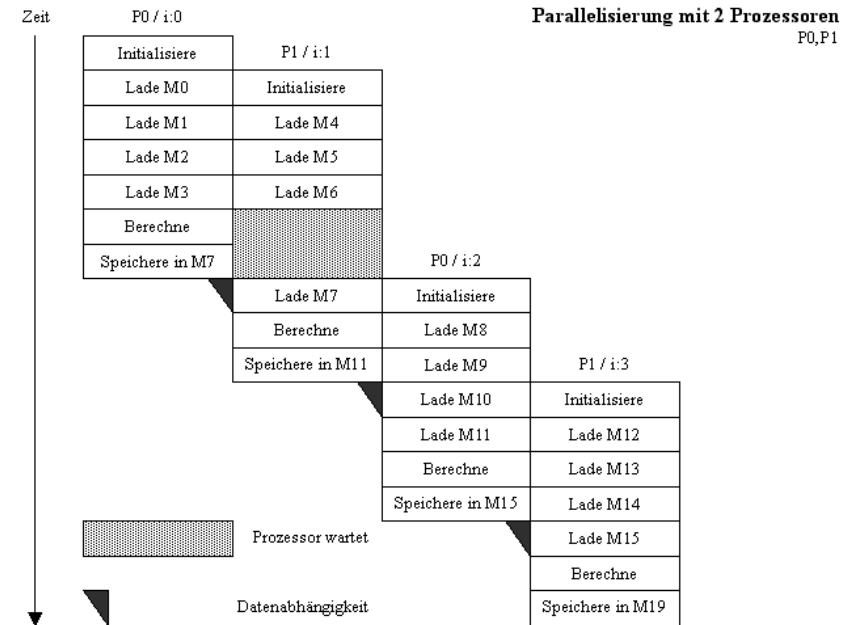 Zeit
P0 / i:0
Parallelisierung mit 2 Prozessoren
P0,P1
Initialisiere
P1 / i:1
Lade M0
Initialisiere
Lade M1
Lade M4
Lade M2
Lade M5
Lade M3
Lade M6
Berechne
Speichere in M7
P0 / i:2
Lade M7
Initialisiere
Berechne
Lade M8
Speichere in M11
Lade M9
P1 / i:3
Lade M10
Initialisiere
Lade M11
Lade M12
Berechne
Lade M13
Speichere in M15
Lade M14
Prozessor wartet
Lade M15
Berechne
Datenabhängigkeit
Speichere in M19